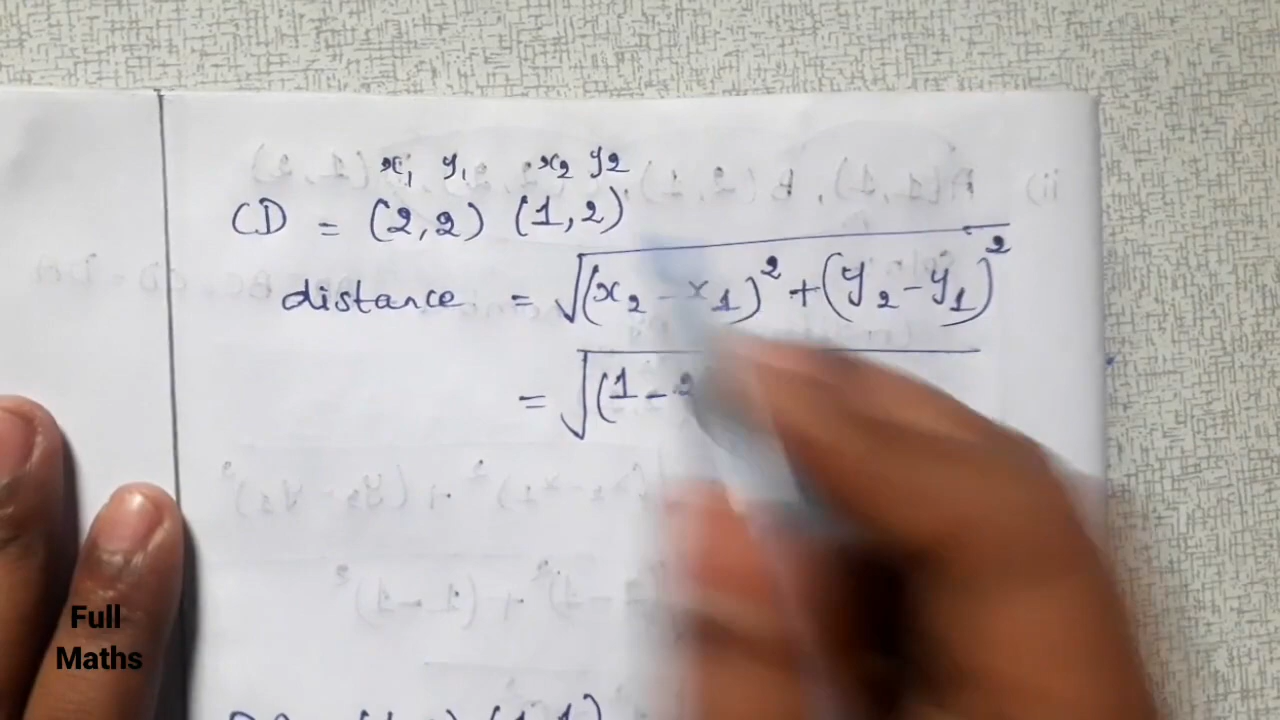 x₁ y₁ x₂ y₂
CD = (2,2) (1,2)
distance = √(x₂ - x₁)² + (y₂ - y₁)²
= √(1 - 2
Full
Maths